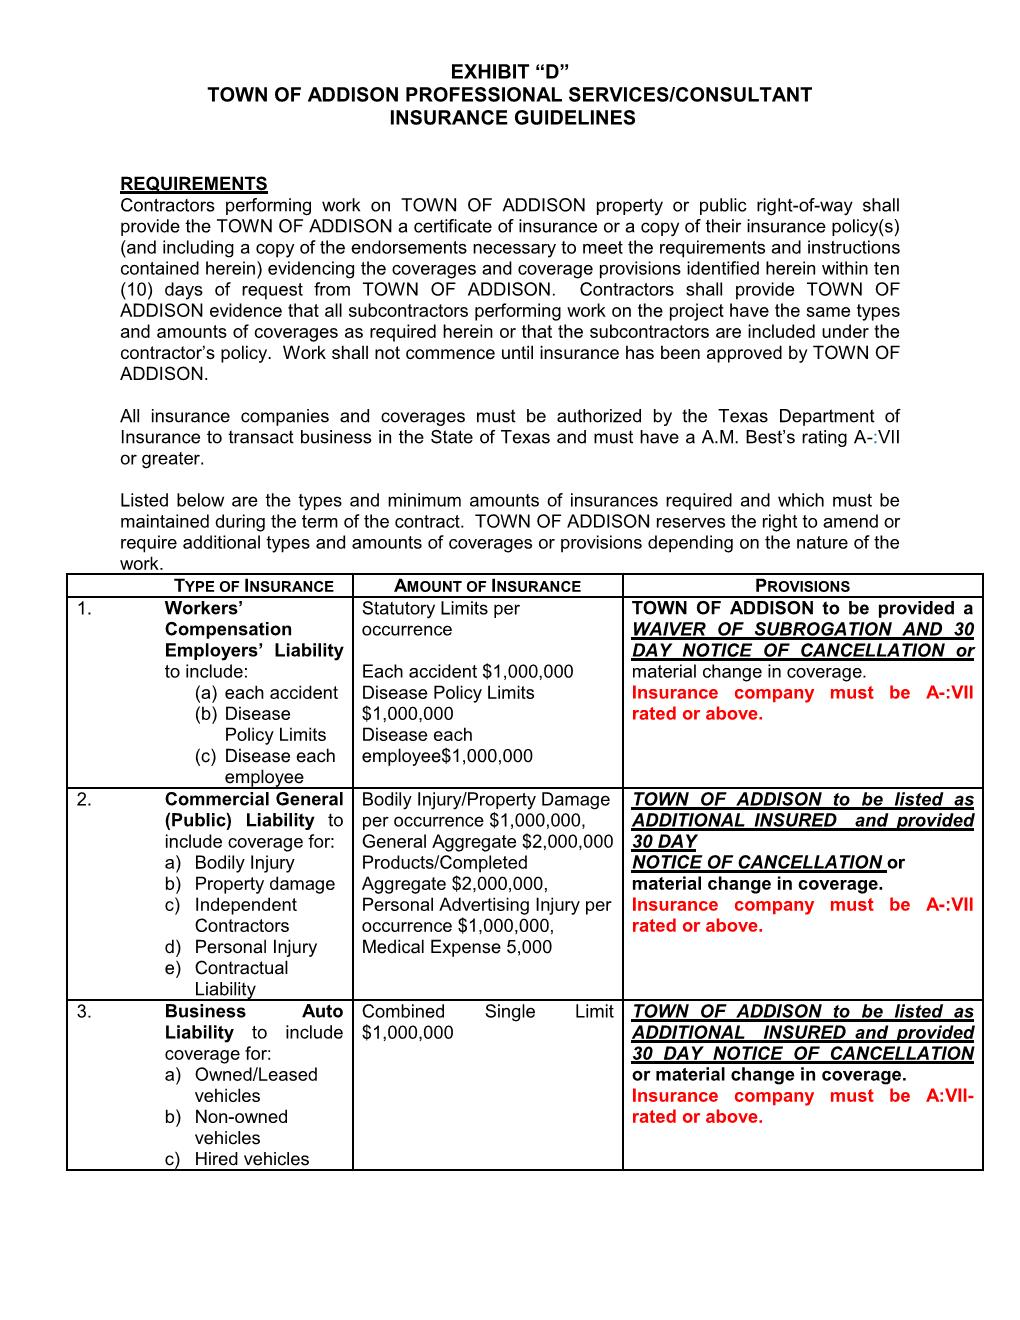 EXHIBIT “D”
TOWN OF ADDISON PROFESSIONAL SERVICES/CONSULTANT
INSURANCE GUIDELINES
REQUIREMENTS
Contractors performing work on TOWN OF ADDISON property or public right-of-way shall
provide the TOWN OF ADDISON a certificate of insurance or a copy of their insurance policy(s)
(and including a copy of the endorsements necessary to meet the requirements and instructions
contained herein) evidencing the coverages and coverage provisions identified herein within ten
(10) days of request from TOWN OF ADDISON. Contractors shall provide TOWN OF
ADDISON evidence that all subcontractors performing work on the project have the same types
and amounts of coverages as required herein or that the subcontractors are included under the
contractor’s policy. Work shall not commence until insurance has been approved by TOWN OF
ADDISON.
All insurance companies and coverages must be authorized by the Texas Department of
Insurance to transact business in the State of Texas and must have a A.M. Best’s rating A-:VII
or greater.
Listed below are the types and minimum amounts of insurances required and which must be
maintained during the term of the contract. TOWN OF ADDISON reserves the right to amend or
require additional types and amounts of coverages or provisions depending on the nature of the
work.
TYPE OF INSURANCE
AMOUNT OF INSURANCE
PROVISIONS
1.
Workers’
Compensation
Employers’ Liability
to include:
(a) each accident
(b) Disease
Policy Limits
(c) Disease each
employee
Statutory Limits per
occurrence
Each accident $1,000,000
Disease Policy Limits
$1,000,000
Disease each
employee$1,000,000
TOWN OF ADDISON to be provided a
WAIVER OF SUBROGATION AND 30
DAY NOTICE OF CANCELLATION or
material change in coverage.
Insurance company must be A-:VII
rated or above.
2.
Commercial General
(Public) Liability to
include coverage for:
a) Bodily Injury
b) Property damage
c) Independent
Contractors
d) Personal Injury
e) Contractual
Liability
Bodily Injury/Property Damage
per occurrence $1,000,000,
General Aggregate $2,000,000
Products/Completed
Aggregate $2,000,000,
Personal Advertising Injury per
occurrence $1,000,000,
Medical Expense 5,000
TOWN OF ADDISON to be listed as
ADDITIONAL INSURED and provided
30 DAY
NOTICE OF CANCELLATION or
material change in coverage.
Insurance company must be A-:VII
rated or above.
3.
Business Auto
Liability to include
coverage for:
a) Owned/Leased
vehicles
b) Non-owned
vehicles
c) Hired vehicles
Combined Single Limit
$1,000,000
TOWN OF ADDISON to be listed as
ADDITIONAL INSURED and provided
30 DAY NOTICE OF CANCELLATION
or material change in coverage.
Insurance company must be A:VII-
rated or above.